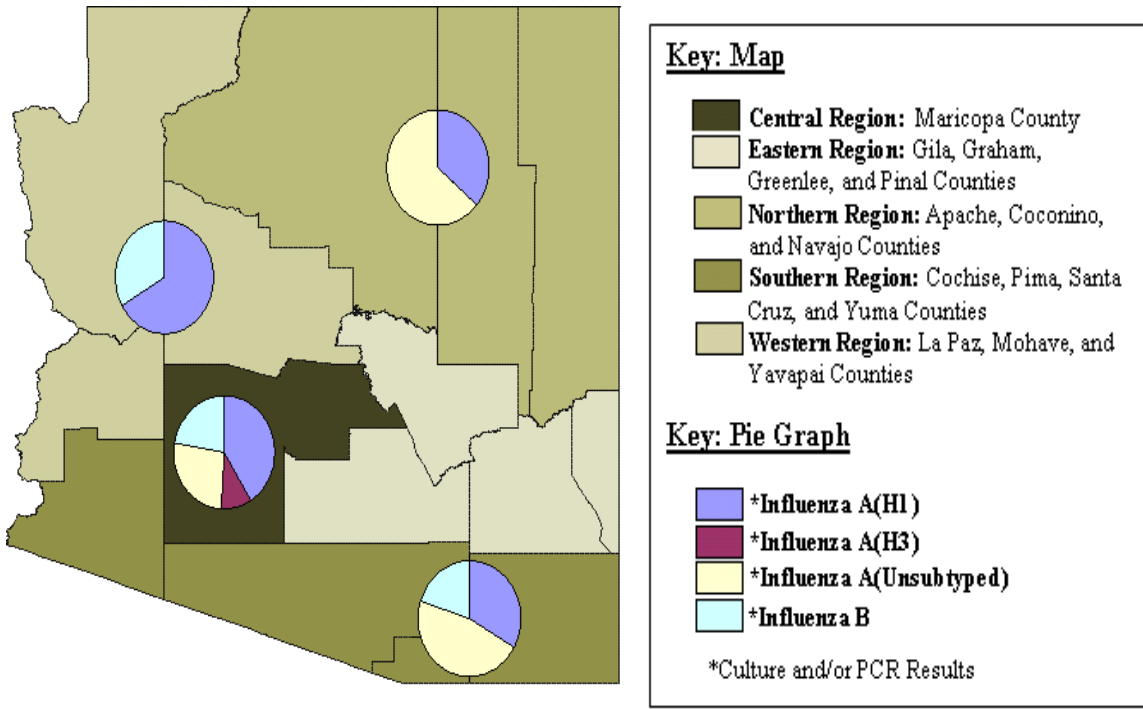 Key: Map
Central Region: Maricopa County
Eastern Region: Gila, Graham,
Greenlee, and Pinal Counties
Northern Region: Apache, Coconino,
and Navajo Counties
Southern Region: Cochise, Pima, Santa
Cruz, and Yuma Counties
Western Region: La Paz, Mohave, and
Yavapai Counties
Key: Pie Graph
*Influenza A(H1)
*Influenza A(H3)
*Influenza A(Unsubtyped)
*Influenza B
*Culture and/or PCR Results